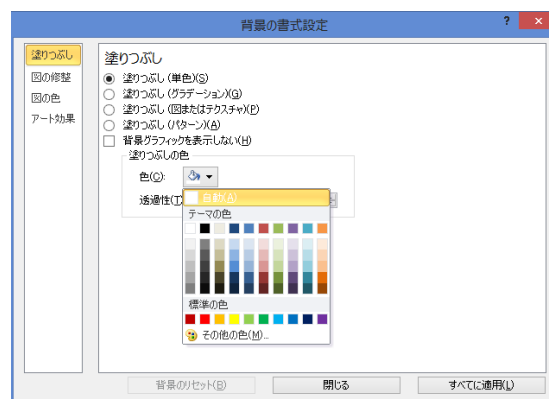 背景の書式設定
?
×
塗りつぶし
図の修整
図の色
アート効果
塗りつぶし
塗りつぶし (単色)(S)
塗りつぶし (グラデーション)(G)
塗りつぶし (図またはテクスチャ)(P)
塗りつぶし (パターン)(A)
背景グラフィックを表示しない(H)
塗りつぶしの色
色(C):
透過性(T)
自動(A)
テーマの色
標準の色
その他の色(M)...
背景のリセット(B)
閉じる
すべてに適用(L)